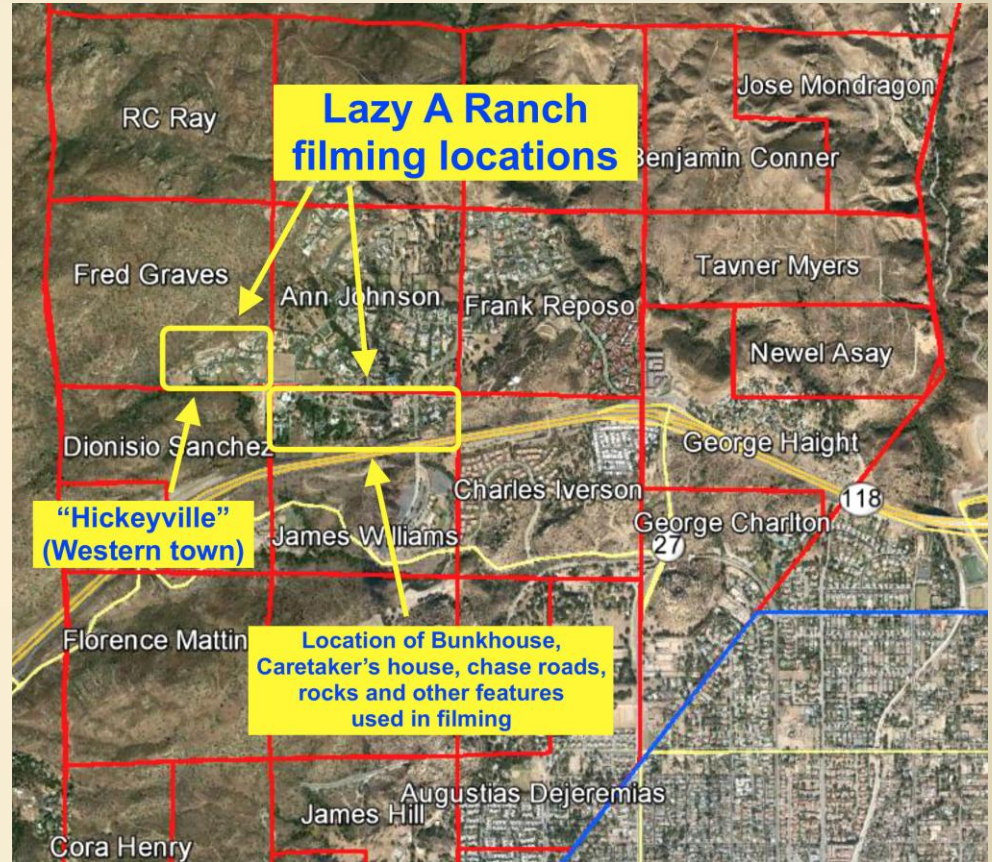 Jose Mondragon
RC Ray
Lazy A Ranch
filming locations
Benjamin Conner
Tavner Myers
Fred Graves
Ann Johnson
Frank Reposo
Newel Asay
Dionisio Sanchez
George Haight
Charles Iverson
118
“Hickeyville”
(Western town)
James Williams
George Charlton
27
Florence Mattin
Location of Bunkhouse,
Caretaker’s house, chase roads,
rocks and other features
used in filming
Augustias Dejeremias
James Hill
Cora Henry